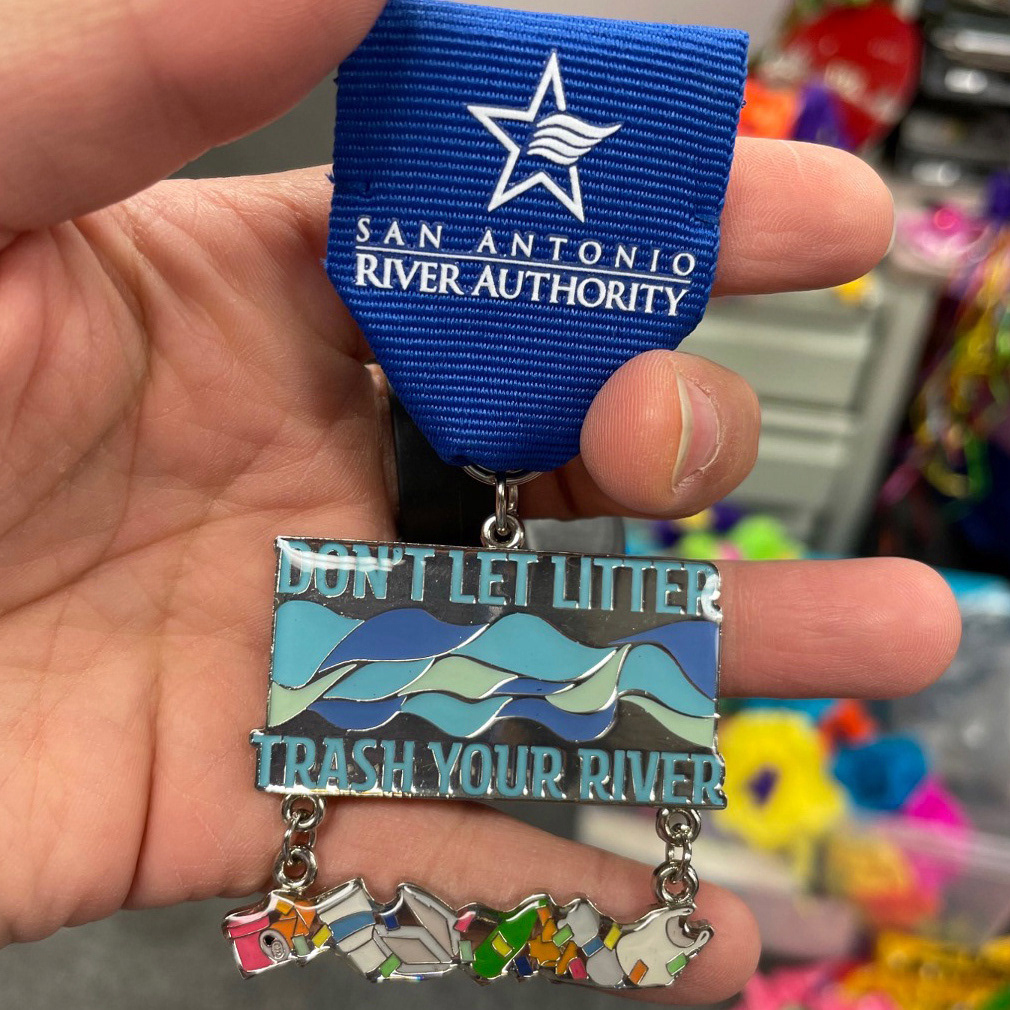 SAN ANTONIO
RIVER AUTHORITY
DON'T LET LITTER
TRASH YOUR RIVER